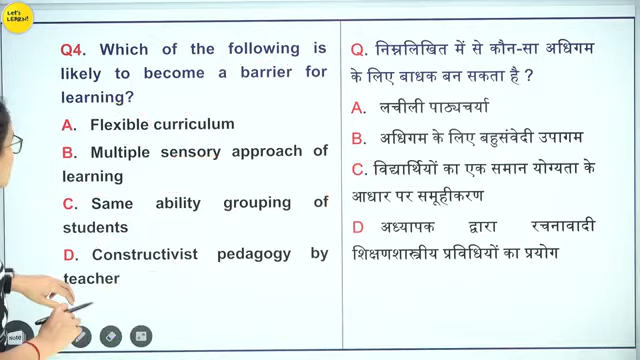 Let's
LEARN!
Q4. Which of the following is
likely to become a barrier for
learning?
A. Flexible curriculum
B. Multiple sensory approach of
learning
C. Same ability grouping of
students
D. Constructivist pedagogy by
teacher
Q. निम्नलिखित में से कौन-सा अधिगम
के लिए बाधक बन सकता है ?
A. लचीली पाठ्यचर्या
B. अधिगम के लिए बहुसंवेदी उपागम
C. विद्यार्थियों का एक समान योग्यता के
आधार पर समूहीकरण
D अध्यापक द्वारा रचनावादी
शिक्षणशास्त्रीय प्रविधियों का प्रयोग